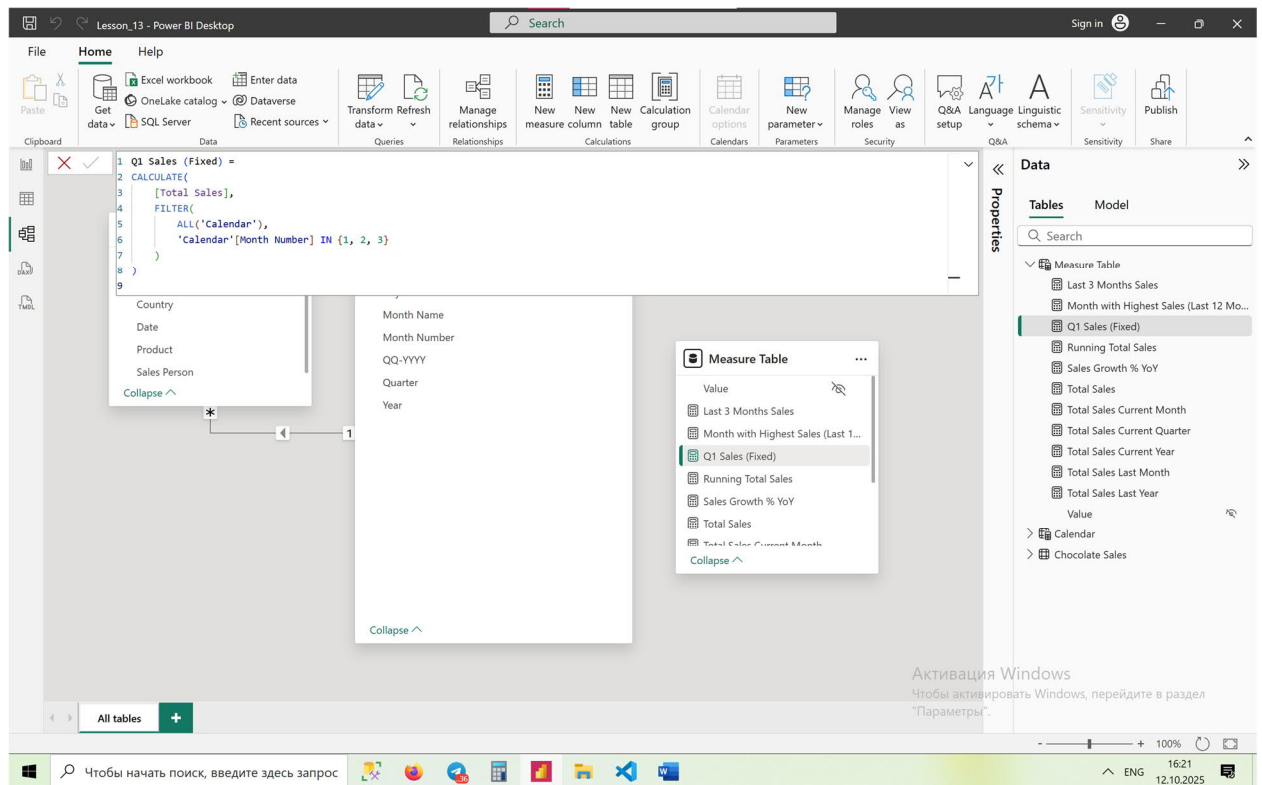 Lesson_13 - Power BI Desktop
Search
Sign in
File
Home
Help
Paste
Clipboard
Get data
Excel workbook
OneLake catalog
SQL Server
Enter data
Dataverse
Recent sources
Data
Transform data
Refresh
Queries
Manage relationships
Relationships
New measure
New column
New table
Calculation group
Calculations
Calendar options
Calendars
New parameter
Parameters
Manage roles
View as
Security
Q&A setup
Language
Linguistic schema
Q&A
Sensitivity
Sensitivity
Publish
Share
DAX
TMDL
1 Q1 Sales (Fixed) =
2 CALCULATE(
3 [Total Sales],
4 FILTER(
5 ALL('Calendar'),
6 'Calendar'[Month Number] IN {1, 2, 3}
7 )
8 )
9
Country
Date
Product
Sales Person
Collapse
*
1
Month Name
Month Number
QQ-YYYY
Quarter
Year
Collapse
Measure Table
Value
Last 3 Months Sales
Month with Highest Sales (Last 1...
Q1 Sales (Fixed)
Running Total Sales
Sales Growth % YoY
Total Sales
Total Sales Current Month
Collapse
Properties
Data
Tables
Model
Search
Measure Table
Last 3 Months Sales
Month with Highest Sales (Last 12 Mo...
Q1 Sales (Fixed)
Running Total Sales
Sales Growth % YoY
Total Sales
Total Sales Current Month
Total Sales Current Quarter
Total Sales Current Year
Total Sales Last Month
Total Sales Last Year
Value
Calendar
Chocolate Sales
Активация Windows
Чтобы активировать Windows, перейдите в раздел
"Параметры".
All tables
+
- + 100%
Чтобы начать поиск, введите здесь запрос
36
ENG
16:21
12.10.2025